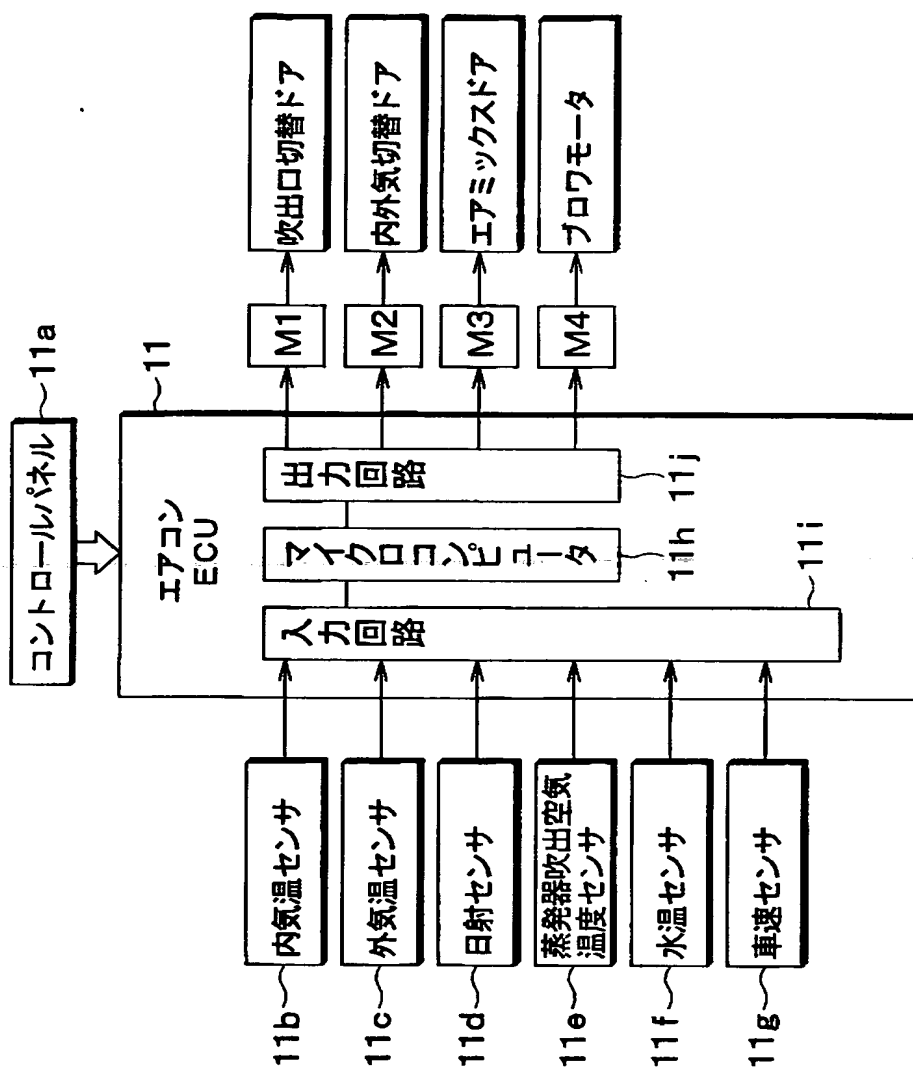 コントロールパネル
11a
11
エアコン
ECU
入力回路
マイクロコンピュータ
出力回路
11i
11h
11j
11b
内気温センサ
11c
外気温センサ
11d
日射センサ
11e
蒸発器吹出空気
温度センサ
11f
水温センサ
11g
車速センサ
M1
吹出口切替ドア
M2
内外気切替ドア
M3
エアミックスドア
M4
ブロワモータ